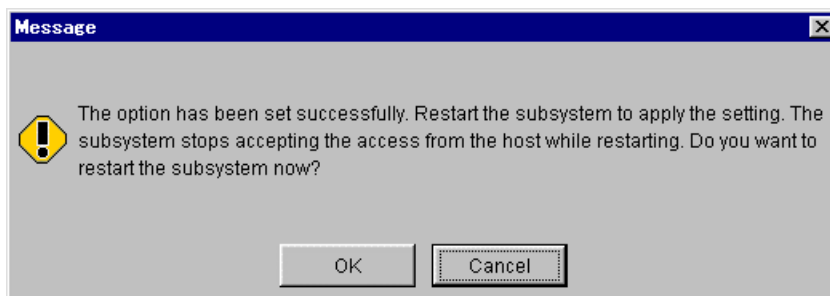 Message
The option has been set successfully. Restart the subsystem to apply the setting. The
subsystem stops accepting the access from the host while restarting. Do you want to
restart the subsystem now?
OK
Cancel